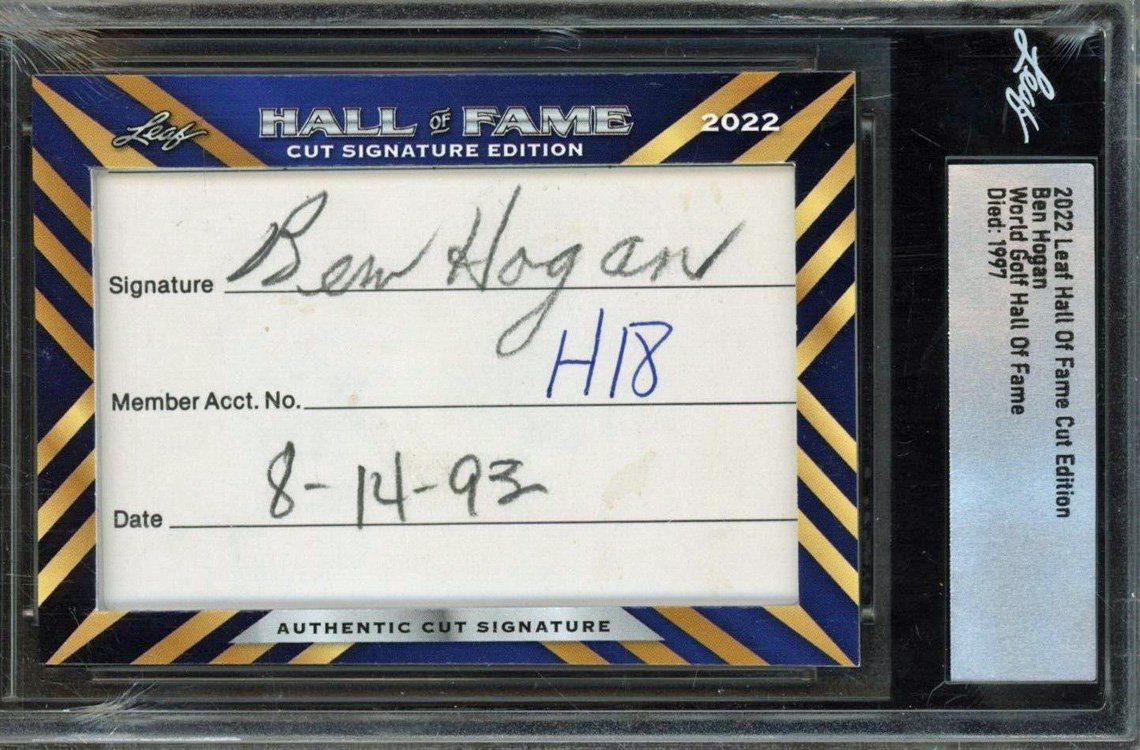 Leaf
HALL OF FAME
2022
CUT SIGNATURE EDITION
Signature Ben Hogan
Member Acct. No. H18
Date 8-14-93
AUTHENTIC CUT SIGNATURE
Leaf
2022 Leaf Hall Of Fame Cut Edition
Ben Hogan
World Golf Hall Of Fame
Died: 1997